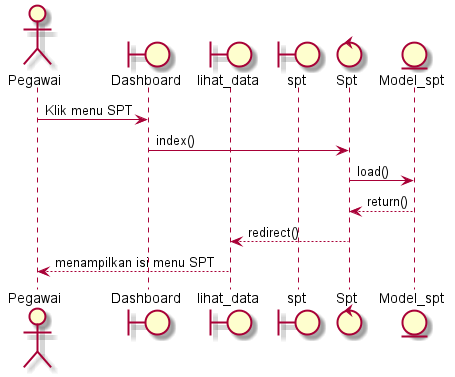 Pegawai Dashboard lihat_data spt Spt Model_spt
Klik menu SPT
index()
load()
return()
redirect()
menampilkan isi menu SPT
Pegawai Dashboard lihat_data spt Spt Model_spt